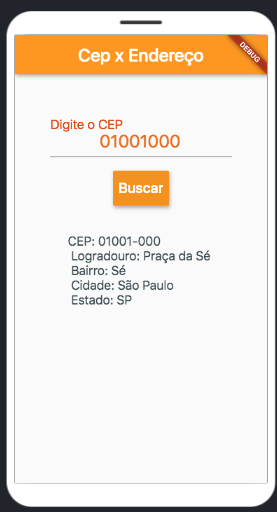 Cep x Endereço
DEBUG
Digite o CEP
01001000
Buscar
CEP: 01001-000
Logradouro: Praça da Sé
Bairro: Sé
Cidade: São Paulo
Estado: SP